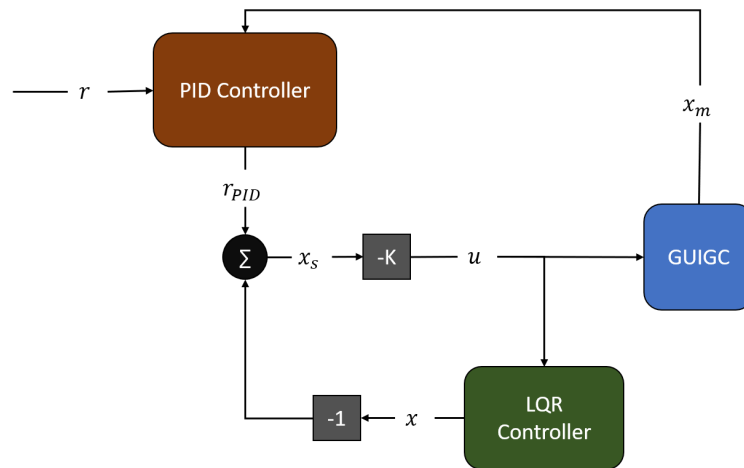 PID Controller
r
x_m
r_PID
Σ
x_s
-K
u
GUIGC
LQR
Controller
-1
x